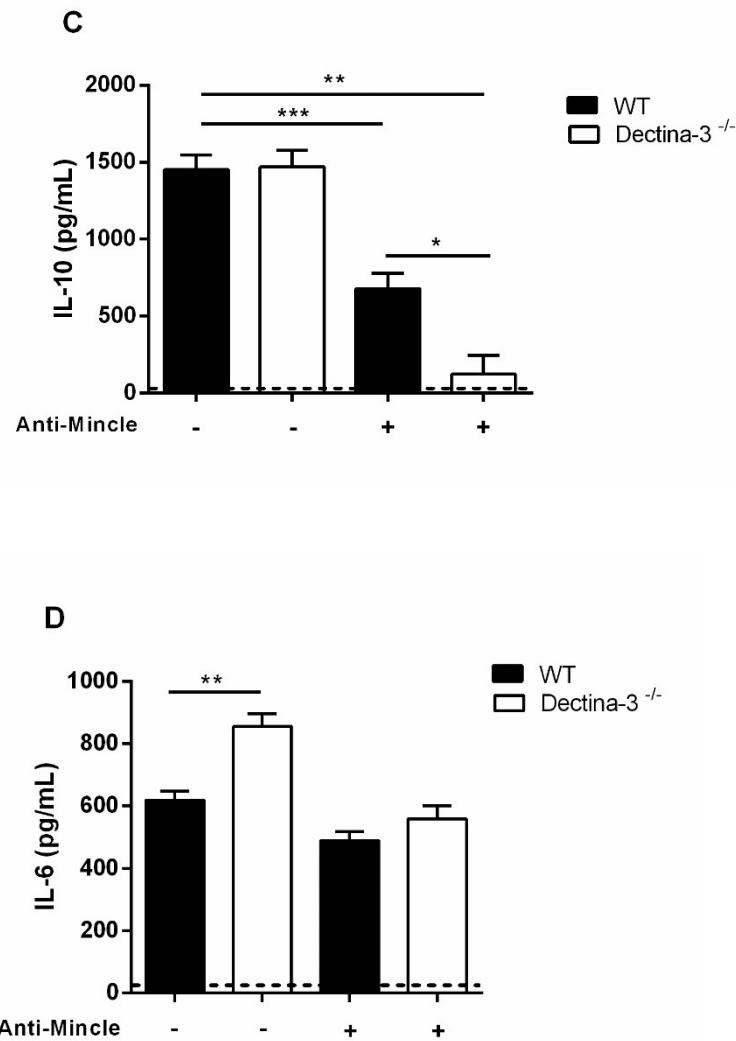 C
**
2000
***
WT
Dectina-3 -/-
1500
IL-10 (pg/mL)
1000
*
500
0
Anti-Mincle - - + +
D
1000
**
WT
Dectina-3 -/-
800
600
IL-6 (pg/mL)
400
200
0
Anti-Mincle - - + +